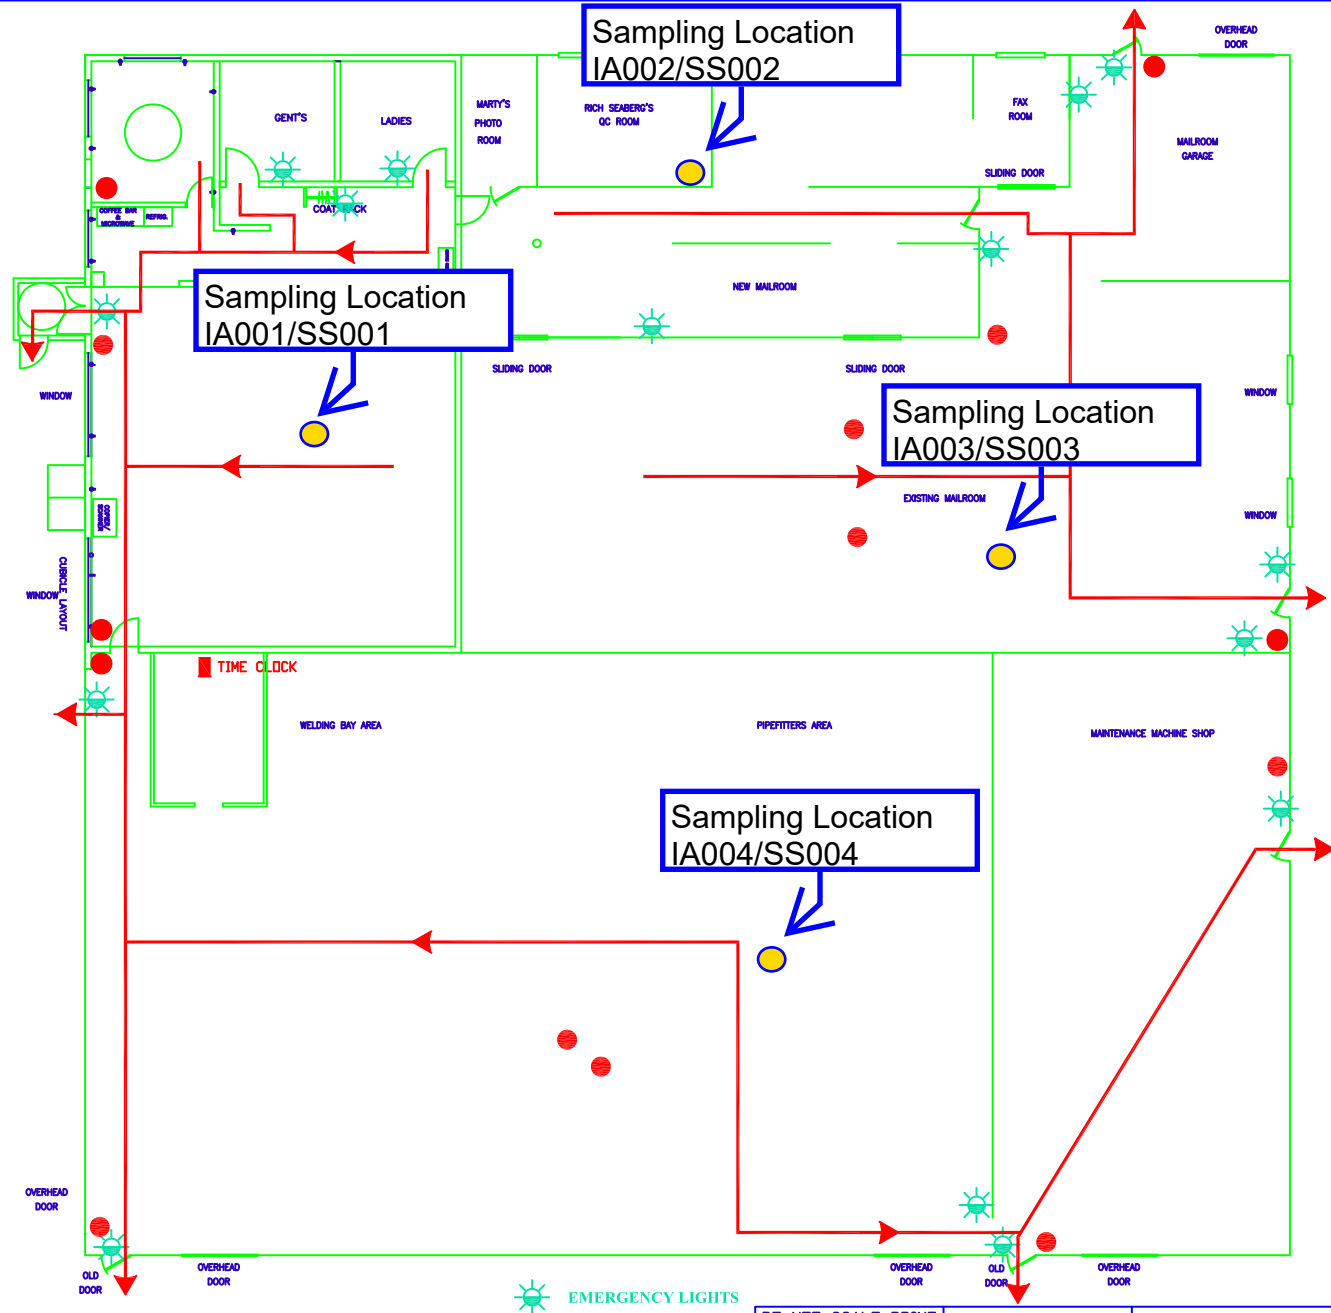 Sampling Location
IA002/SS002
OVERHEAD
DOOR
GENT'S
LADIES
MARTY'S
PHOTO
ROOM
RICH SEABERG'S
QC ROOM
FAX
ROOM
MAILROOM
GARAGE
SLIDING DOOR
COFFEE BAR
&
MICROWAVE
REFRIG.
COAT RACK
NEW MAILROOM
Sampling Location
IA001/SS001
SLIDING DOOR
SLIDING DOOR
WINDOW
WINDOW
Sampling Location
IA003/SS003
EXISTING MAILROOM
WINDOW
COPIER/
CUBICLE LAYOUT
WINDOW
TIME CLOCK
WELDING BAY AREA
PIPEFITTERS AREA
MAINTENANCE MACHINE SHOP
Sampling Location
IA004/SS004
OVERHEAD
DOOR
OLD
DOOR
OVERHEAD
DOOR
OVERHEAD
DOOR
OLD
DOOR
OVERHEAD
DOOR
EMERGENCY LIGHTS